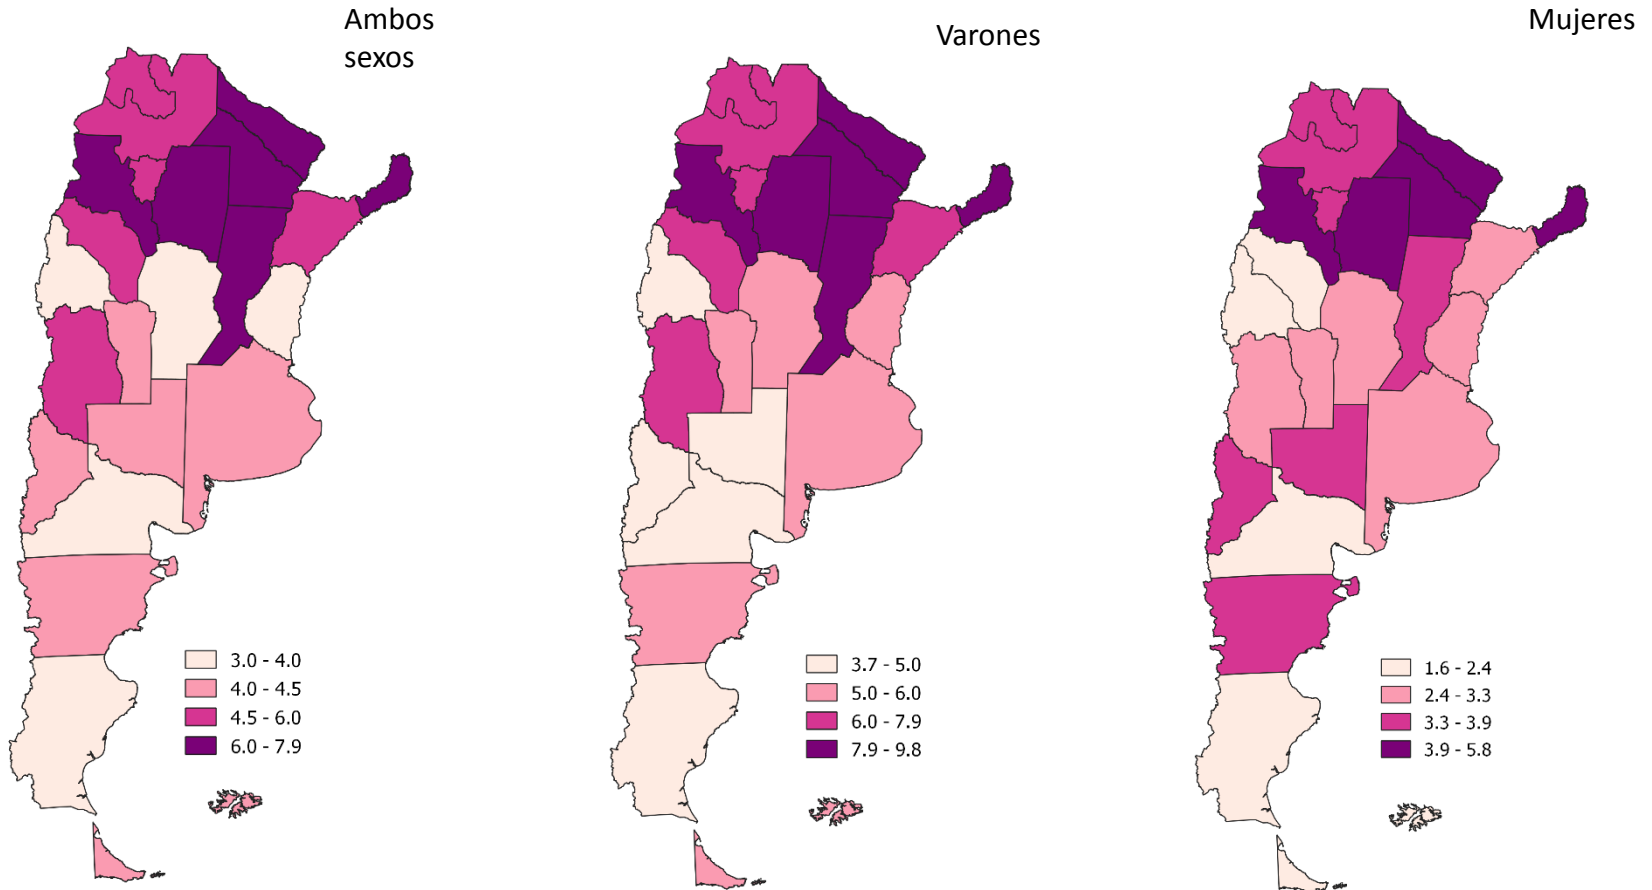 Ambos
sexos
Varones
Mujeres
3.0 - 4.0
4.0 - 4.5
4.5 - 6.0
6.0 - 7.9
3.7 - 5.0
5.0 - 6.0
6.0 - 7.9
7.9 - 9.8
1.6 - 2.4
2.4 - 3.3
3.3 - 3.9
3.9 - 5.8